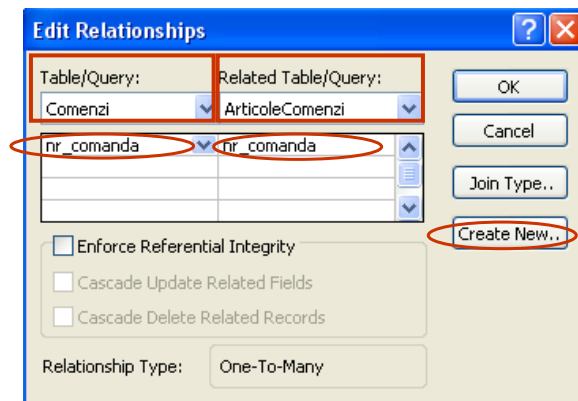 Edit Relationships
Table/Query: Related Table/Query:
Comenzi ArticoleComenzi
nr_comanda nr_comanda
OK
Cancel
Join Type..
Create New..
Enforce Referential Integrity
Cascade Update Related Fields
Cascade Delete Related Records
Relationship Type: One-To-Many